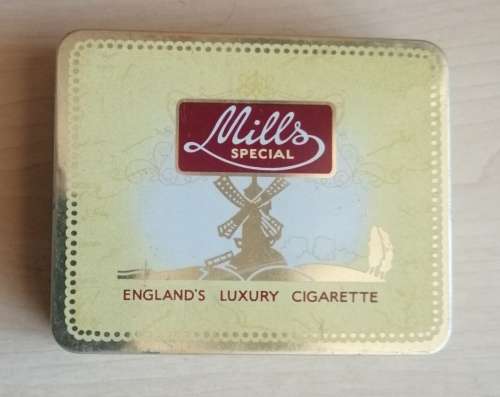 Mills
SPECIAL
ENGLAND'S LUXURY CIGARETTE